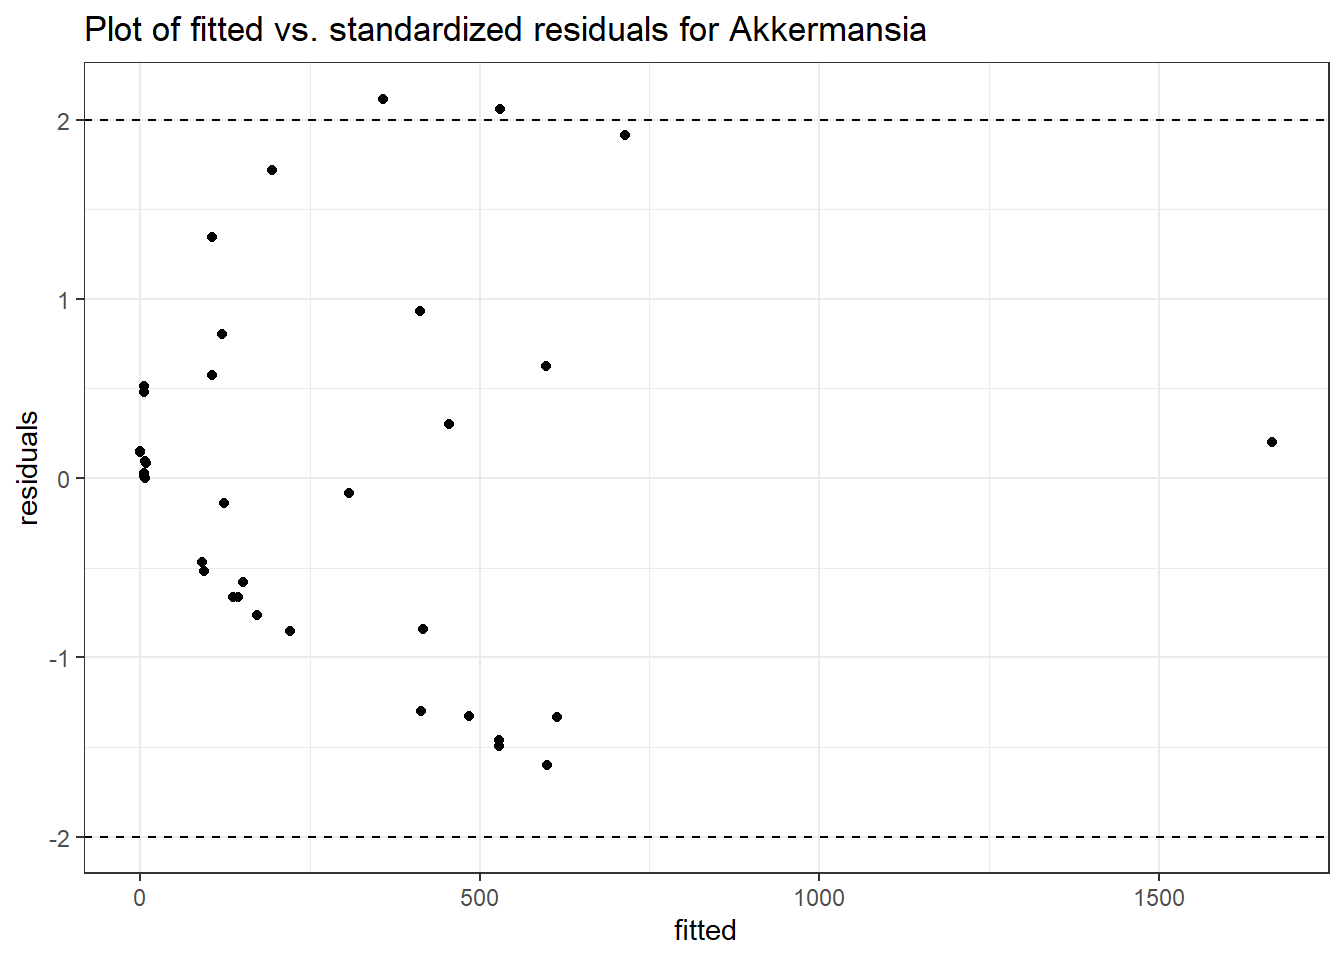 Plot of fitted vs. standardized residuals for Akkermansia
2
1
0
-1
-2
residuals
0 500 1000 1500
fitted